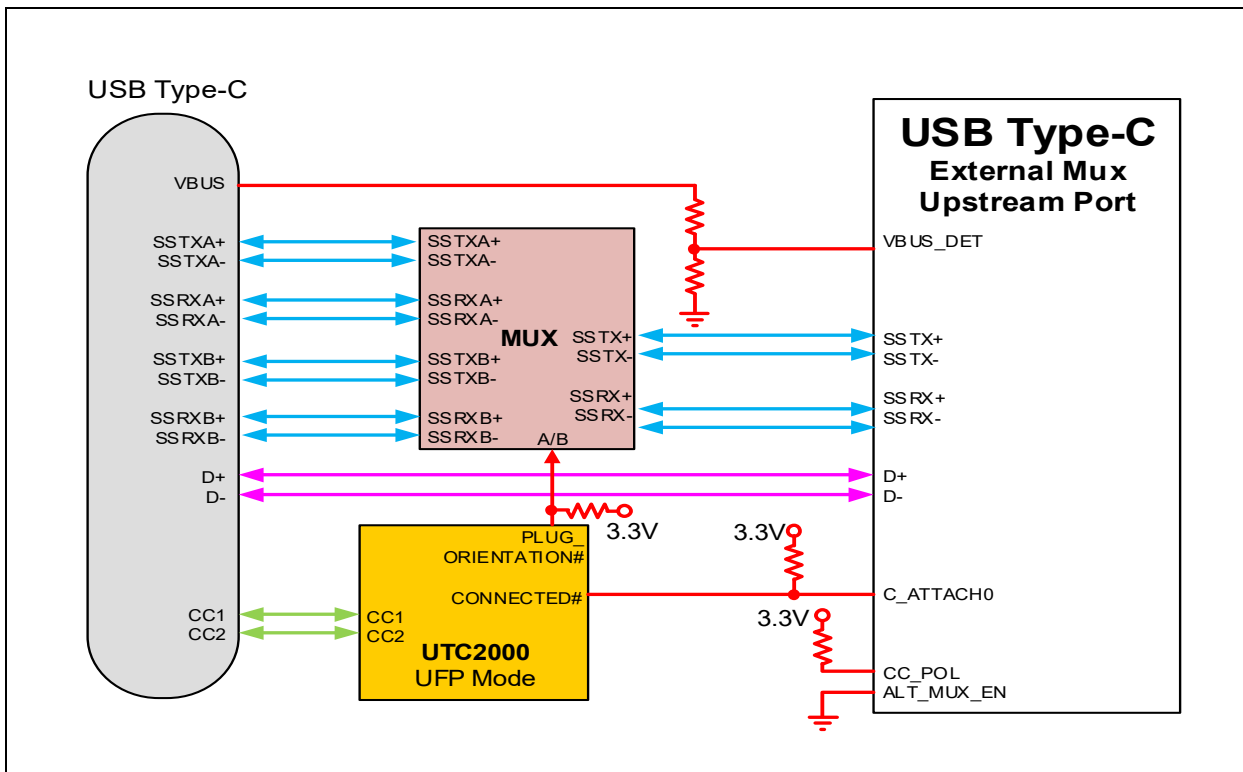 USB Type-C
VBUS
SSTXA+
SSTXA-
SSRXA+
SSRXA-
SSTXB+
SSTXB-
SSRXB+
SSRXB-
D+
D-
CC1
CC2
SSTXA+
SSTXA-
SSRXA+
SSRXA-
MUX
SSTX+
SSTX-
SSTXB+
SSTXB-
SSRX+
SSRX-
SSRXB+
SSRXB-
A/B
3.3V
PLUG_
ORIENTATION#
CONNECTED#
CC1
CC2
UTC2000
UFP Mode
3.3V
3.3V
USB Type-C
External Mux
Upstream Port
VBUS_DET
SSTX+
SSTX-
SSRX+
SSRX-
D+
D-
C_ATTACH0
CC_POL
ALT_MUX_EN